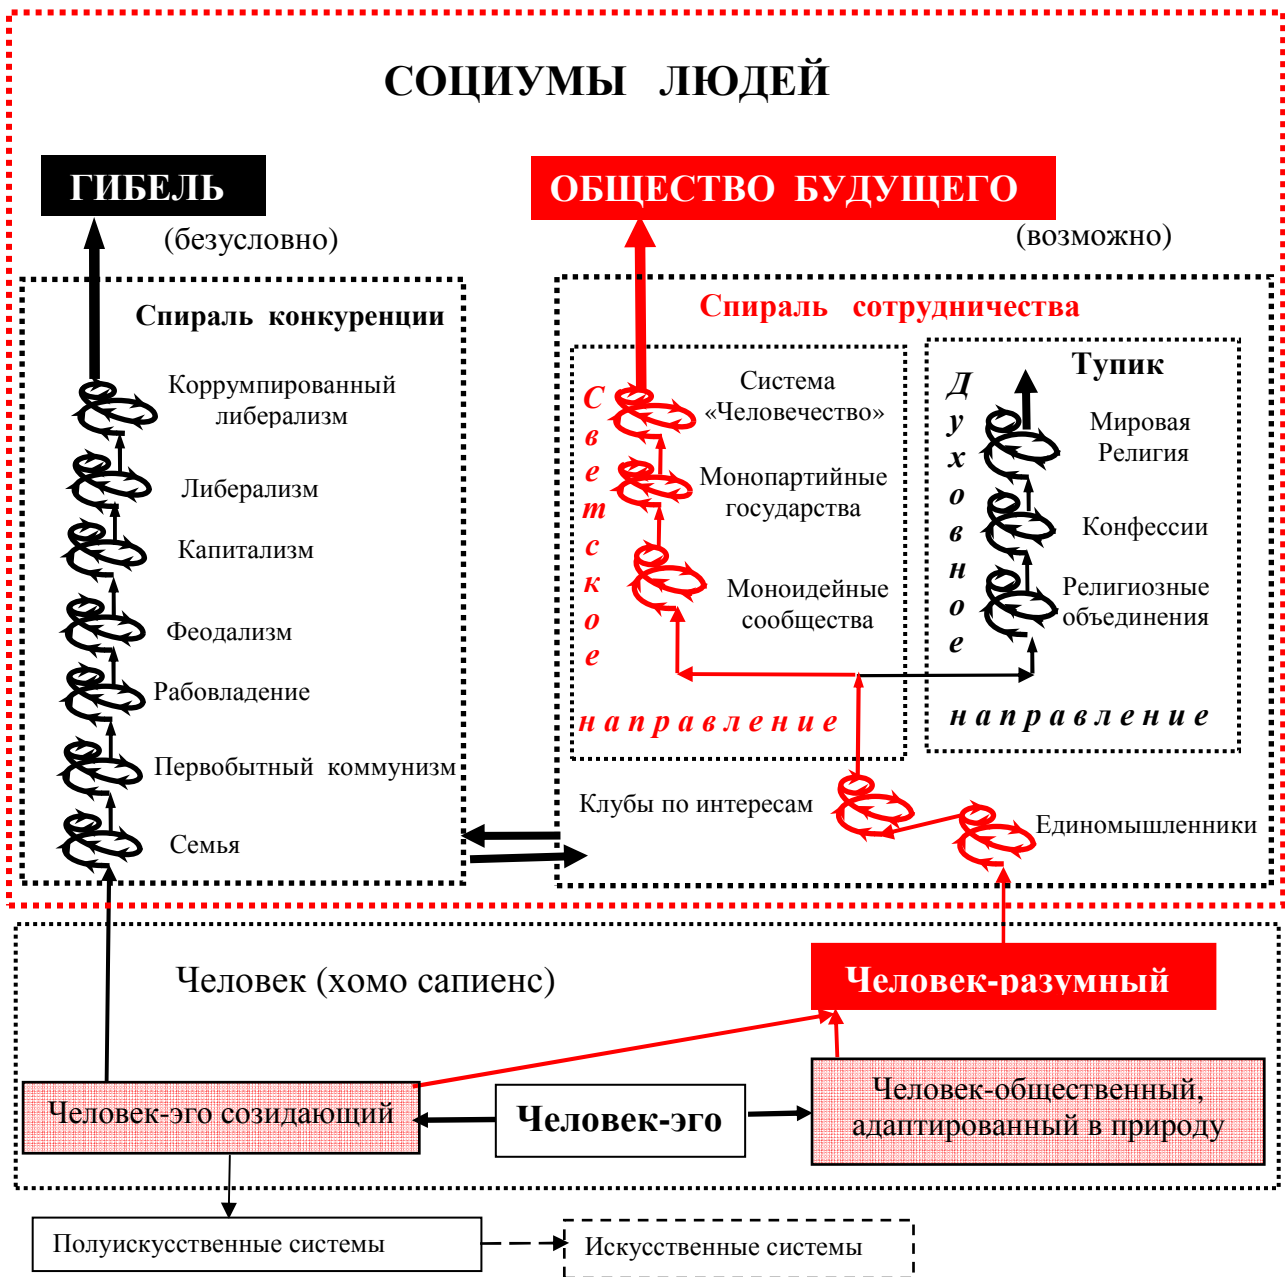 СОЦИУМЫ ЛЮДЕЙ
ГИБЕЛЬ
(безусловно)
ОБЩЕСТВО БУДУЩЕГО
(возможно)
Спираль конкуренции
Коррумпированный
либерализм
Либерализм
Капитализм
Феодализм
Рабовладение
Первобытный коммунизм
Семья
Спираль сотрудничества
Светское
направление
Система
«Человечество»
Монопартийные
государства
Моноидейные
сообщества
Духовное
направление
Тупик
Мировая
Религия
Конфессии
Религиозные
объединения
Клубы по интересам
Единомышленники
Человек (хомо сапиенс)
Человек-разумный
Человек-эго созидающий
Человек-эго
Человек-общественный,
адаптированный в природу
Полуискусственные системы
Искусственные системы